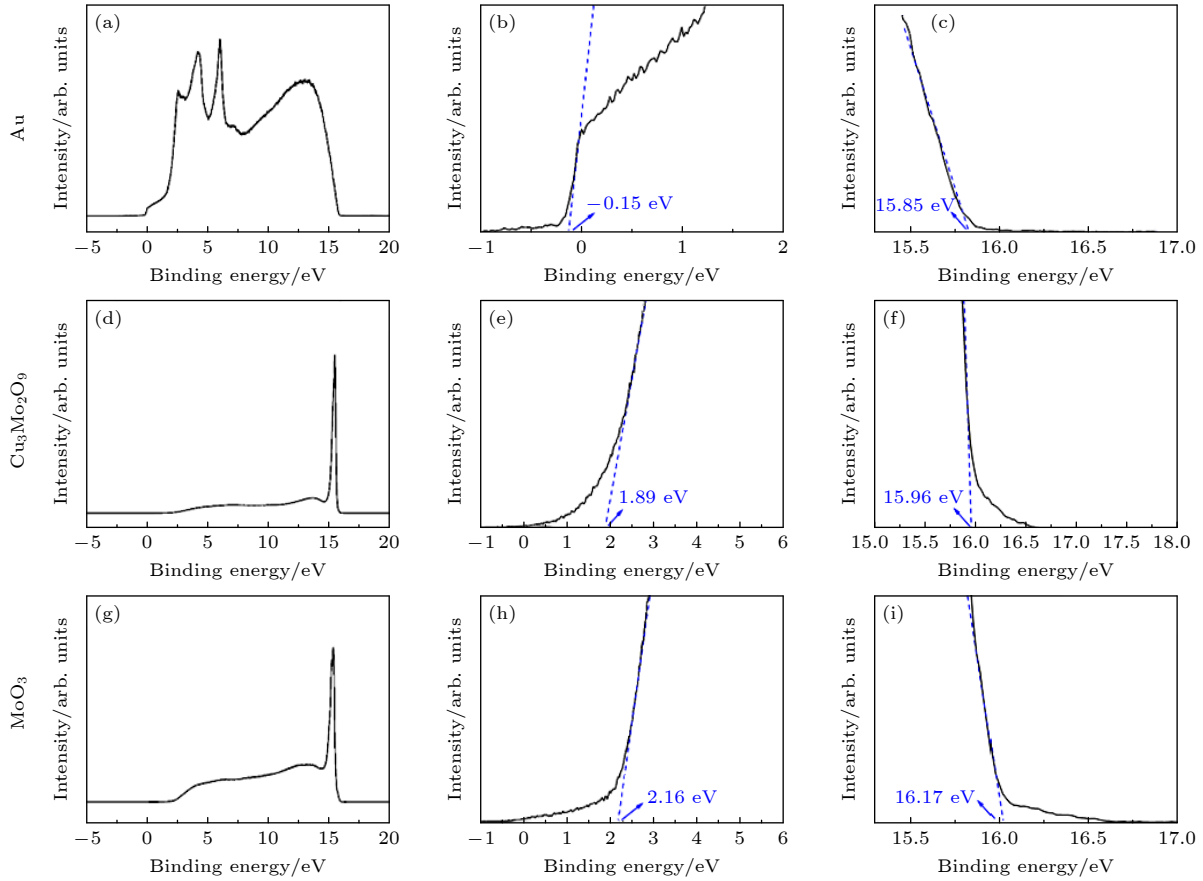 Au
(a)
Intensity/arb. units
−5 0 5 10 15 20
Binding energy/eV
(b)
Intensity/arb. units
−0.15 eV
−1 0 1 2
Binding energy/eV
(c)
Intensity/arb. units
15.85 eV
15.5 16.0 16.5 17.0
Binding energy/eV
Cu₃Mo₂O₉
(d)
Intensity/arb. units
−5 0 5 10 15 20
Binding energy/eV
(e)
Intensity/arb. units
1.89 eV
−1 0 1 2 3 4 5 6
Binding energy/eV
(f)
Intensity/arb. units
15.96 eV
15.0 15.5 16.0 16.5 17.0 17.5 18.0
Binding energy/eV
MoO₃
(g)
Intensity/arb. units
−5 0 5 10 15 20
Binding energy/eV
(h)
Intensity/arb. units
2.16 eV
−1 0 1 2 3 4 5 6
Binding energy/eV
(i)
Intensity/arb. units
16.17 eV
15.5 16.0 16.5 17.0
Binding energy/eV